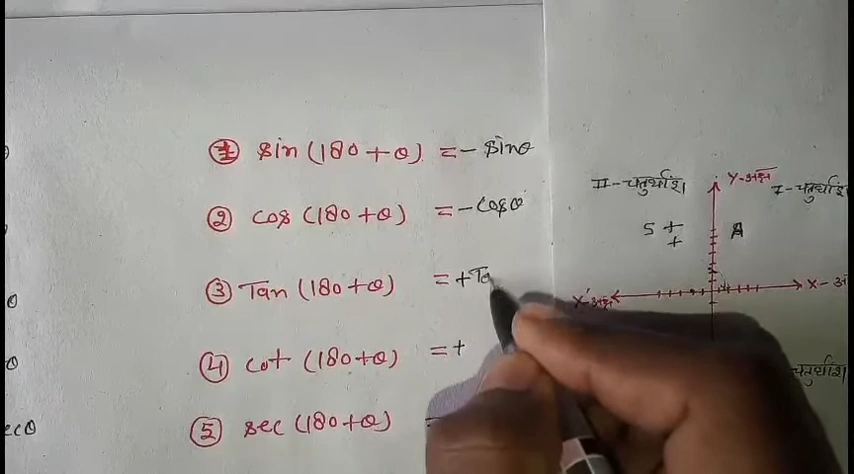 ① sin (180 + θ) = - sinθ
② cos (180 + θ) = - cosθ
③ Tan (180 + θ) = + Ta
④ cot (180 + θ) = +
⑤ sec (180 + θ)
θ
θ
ecθ
Y-अक्ष
II-चतुर्थांश
I-चतुर्थांश
S + +
A
X'-अक्ष
X-अ
चतुर्थांश